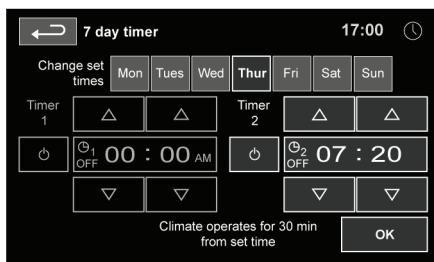 7 day timer 17:00
Change set times Mon Tues Wed Thur Fri Sat Sun
Timer 1 Timer 2
1 OFF 00 : 00 AM 2 OFF 07 : 20
Climate operates for 30 min
from set time
OK